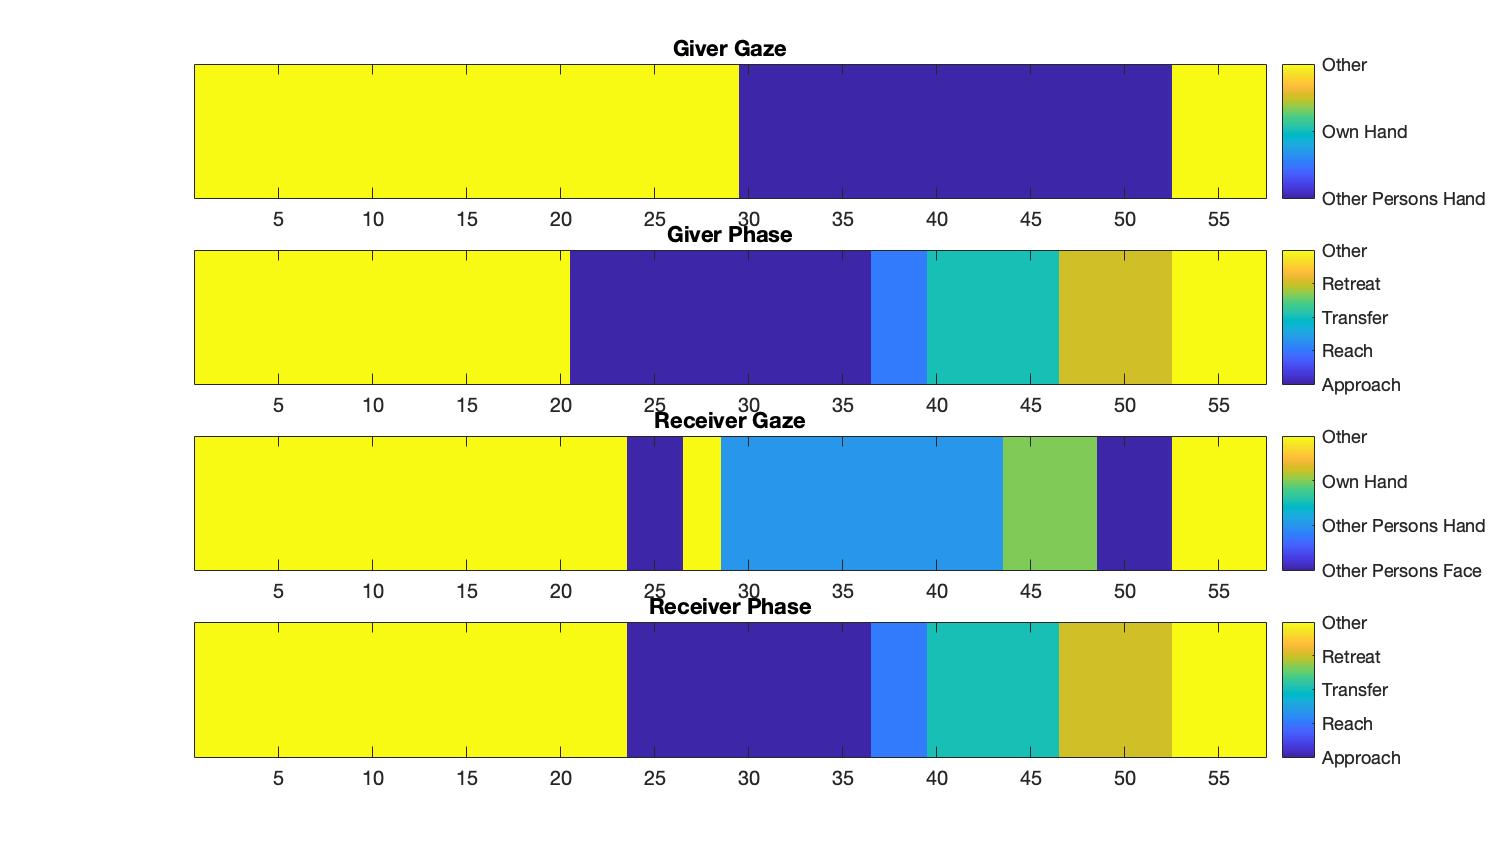 Giver Gaze
Other
Own Hand
Other Persons Hand
5 10 15 20 25 30 35 40 45 50 55
Giver Phase
Other
Retreat
Transfer
Reach
Approach
5 10 15 20 25 30 35 40 45 50 55
Receiver Gaze
Other
Own Hand
Other Persons Hand
Other Persons Face
5 10 15 20 25 30 35 40 45 50 55
Receiver Phase
Other
Retreat
Transfer
Reach
Approach
5 10 15 20 25 30 35 40 45 50 55